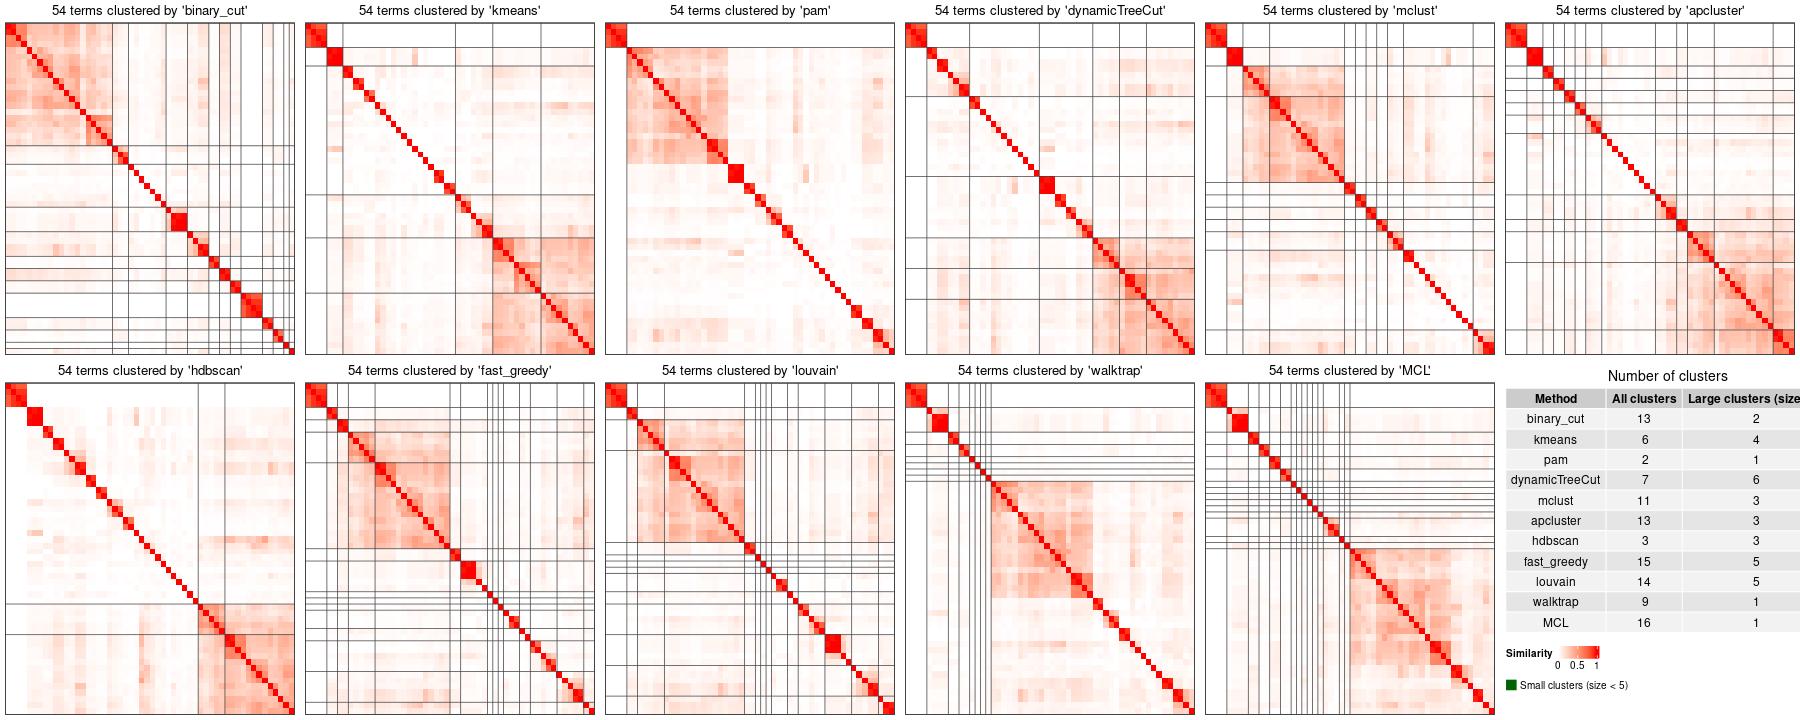 54 terms clustered by 'binary_cut'
54 terms clustered by 'kmeans'
54 terms clustered by 'pam'
54 terms clustered by 'dynamicTreeCut'
54 terms clustered by 'mclust'
54 terms clustered by 'apcluster'
54 terms clustered by 'hdbscan'
54 terms clustered by 'fast_greedy'
54 terms clustered by 'louvain'
54 terms clustered by 'walktrap'
54 terms clustered by 'MCL'
Number of clusters
Method All clusters Large clusters (size
binary_cut 13 2
kmeans 6 4
pam 2 1
dynamicTreeCut 7 6
mclust 11 3
apcluster 13 3
hdbscan 3 3
fast_greedy 15 5
louvain 14 5
walktrap 9 1
MCL 16 1
Similarity
0 0.5 1
Small clusters (size < 5)